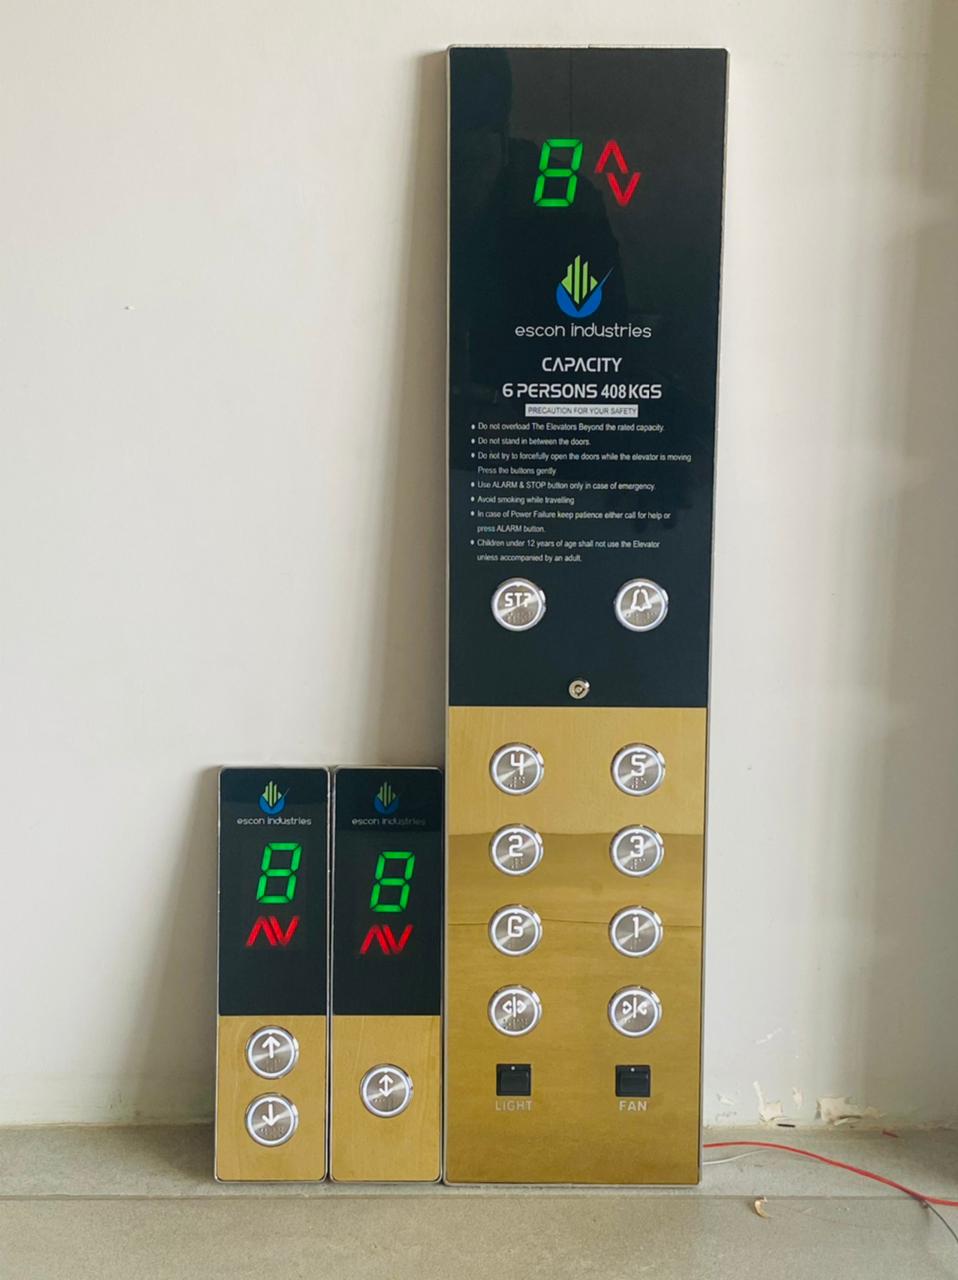 8
escon industries
CAPACITY
6 PERSONS 408 KGS
PRECAUTION FOR YOUR SAFETY
• Do not overload The Elevators Beyond the rated capacity.
• Do not stand in between the doors.
• Do not try to forcefully open the doors while the elevator is moving
Press the buttons gently
• Use ALARM & STOP button only in case of emergency.
• Avoid smoking while travelling
• In case of Power Failure keep patience either call for help or
press ALARM button.
• Children under 12 years of age shall not use the Elevator
unless accompanied by an adult.
4 5
2 3
G 1
LIGHT FAN
escon industries
8
escon industries
8